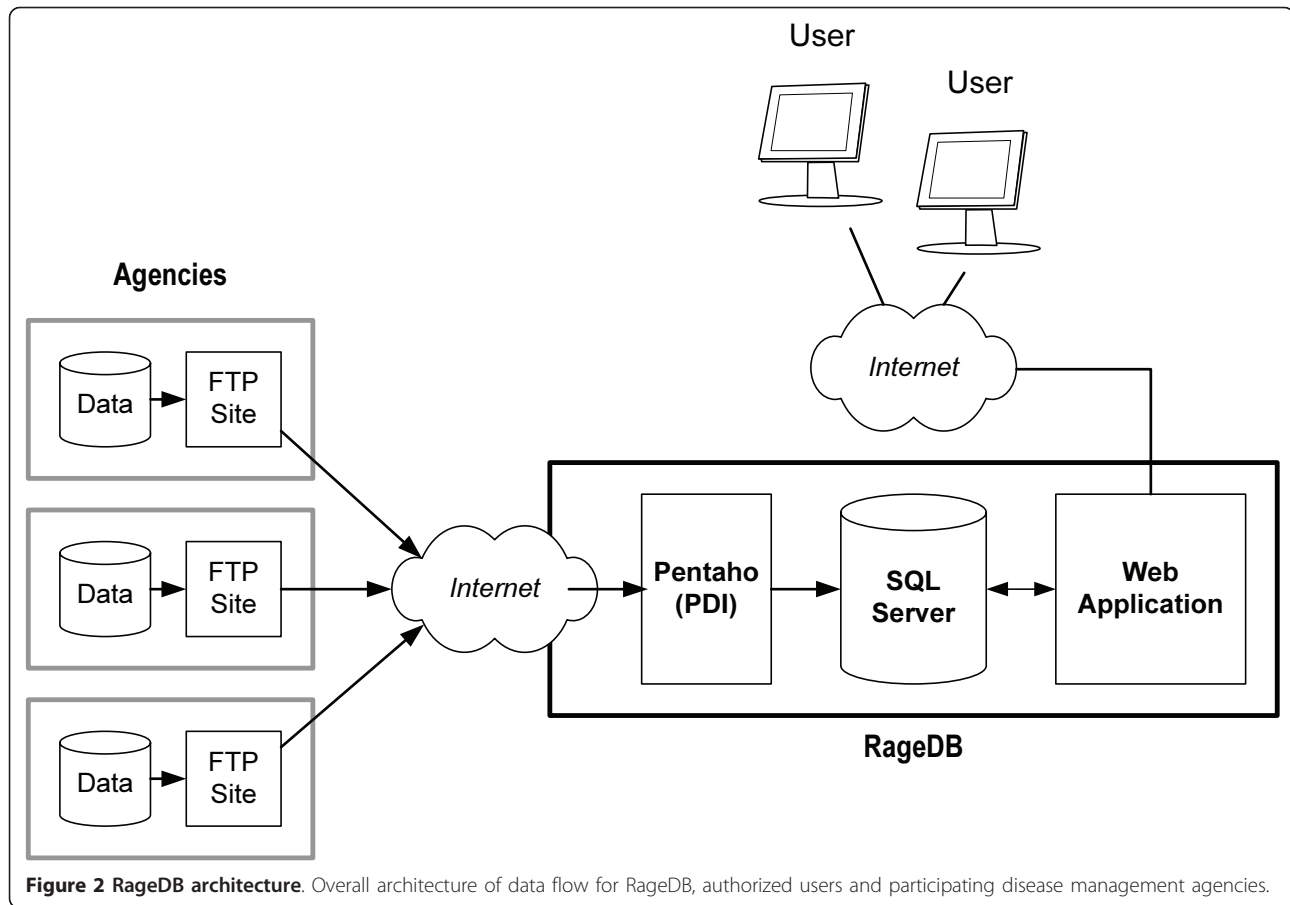 User
User
Agencies
Internet
Data
FTP
Site
Data
FTP
Site
Data
FTP
Site
Internet
Pentaho
(PDI)
SQL
Server
Web
Application
RageDB
Figure 2 RageDB architecture. Overall architecture of data flow for RageDB, authorized users and participating disease management agencies.